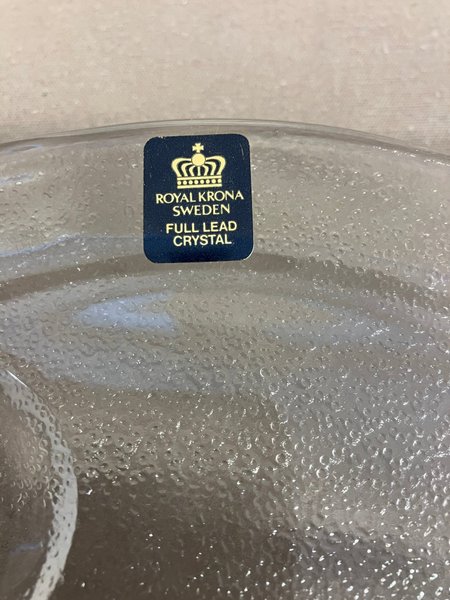 ROYAL KRONA
SWEDEN
FULL LEAD
CRYSTAL